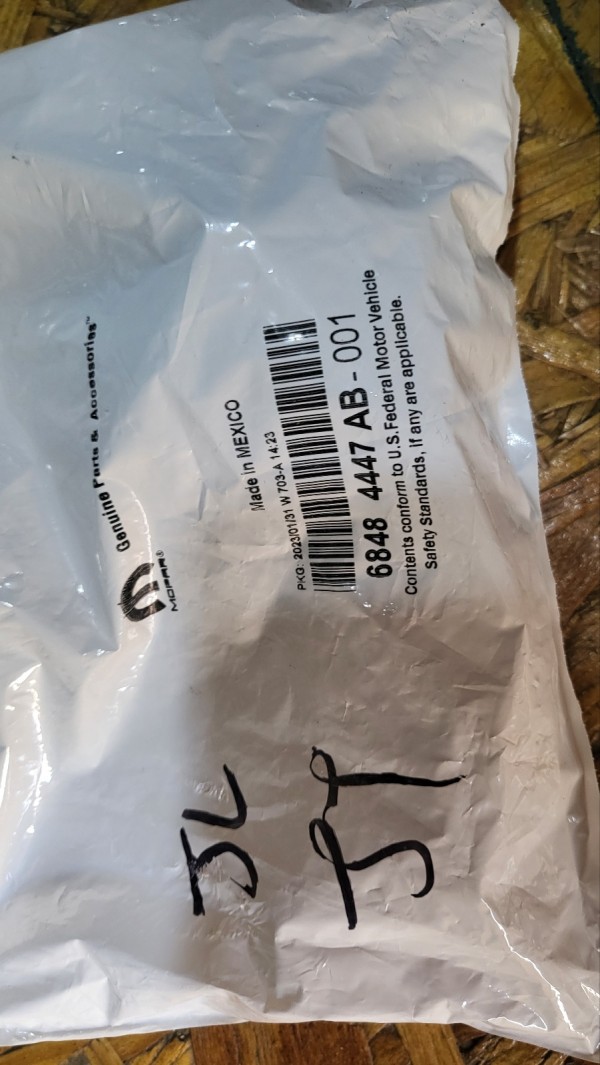 Genuine Parts & Accessories™
MOPAR®
Made in MEXICO
PKG: 2023/01/31 W 703-A 14:23
6848 4447 AB - 001
Contents conform to U.S. Federal Motor Vehicle
Safety Standards, if any are applicable.
JL
JT